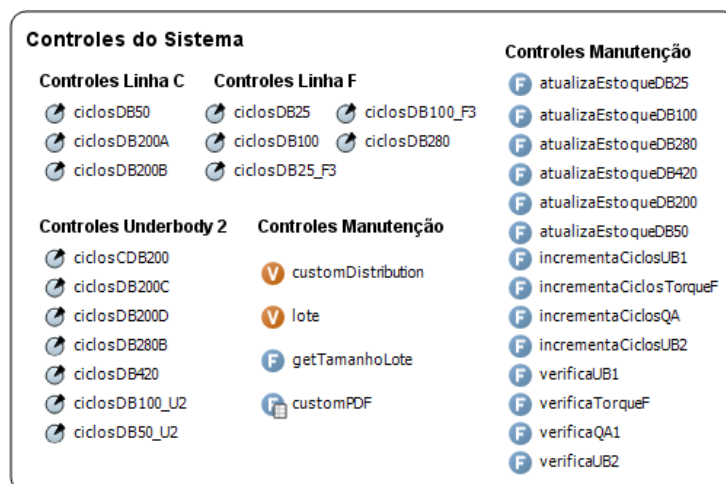 Controles do Sistema
Controles Linha C
ciclosDB50
ciclosDB200A
ciclosDB200B
Controles Linha F
ciclosDB25
ciclosDB100_F3
ciclosDB100
ciclosDB280
ciclosDB25_F3
Controles Underbody 2
ciclosCDB200
ciclosDB200C
ciclosDB200D
ciclosDB280B
ciclosDB420
ciclosDB100_U2
ciclosDB50_U2
Controles Manutenção
V customDistribution
V lote
F getTamanhoLote
F customPDF
Controles Manutenção
F atualizaEstoqueDB25
F atualizaEstoqueDB100
F atualizaEstoqueDB280
F atualizaEstoqueDB420
F atualizaEstoqueDB200
F atualizaEstoqueDB50
F incrementaCiclosUB1
F incrementaCiclosTorqueF
F incrementaCiclosQA
F incrementaCiclosUB2
F verificaUB1
F verificaTorqueF
F verificaQA1
F verificaUB2